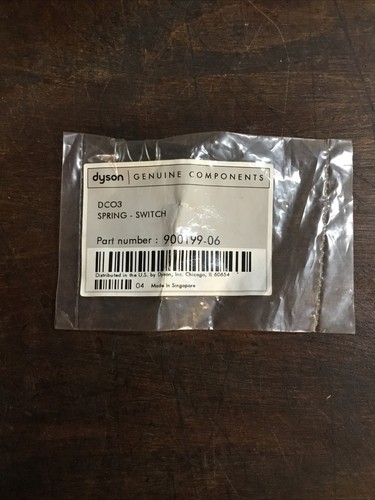 dyson | GENUINE COMPONENTS
DC03
SPRING - SWITCH
Part number : 900199-06
Distributed in the U.S. by Dyson, Inc. Chicago, IL 60654
04 Made in Singapore